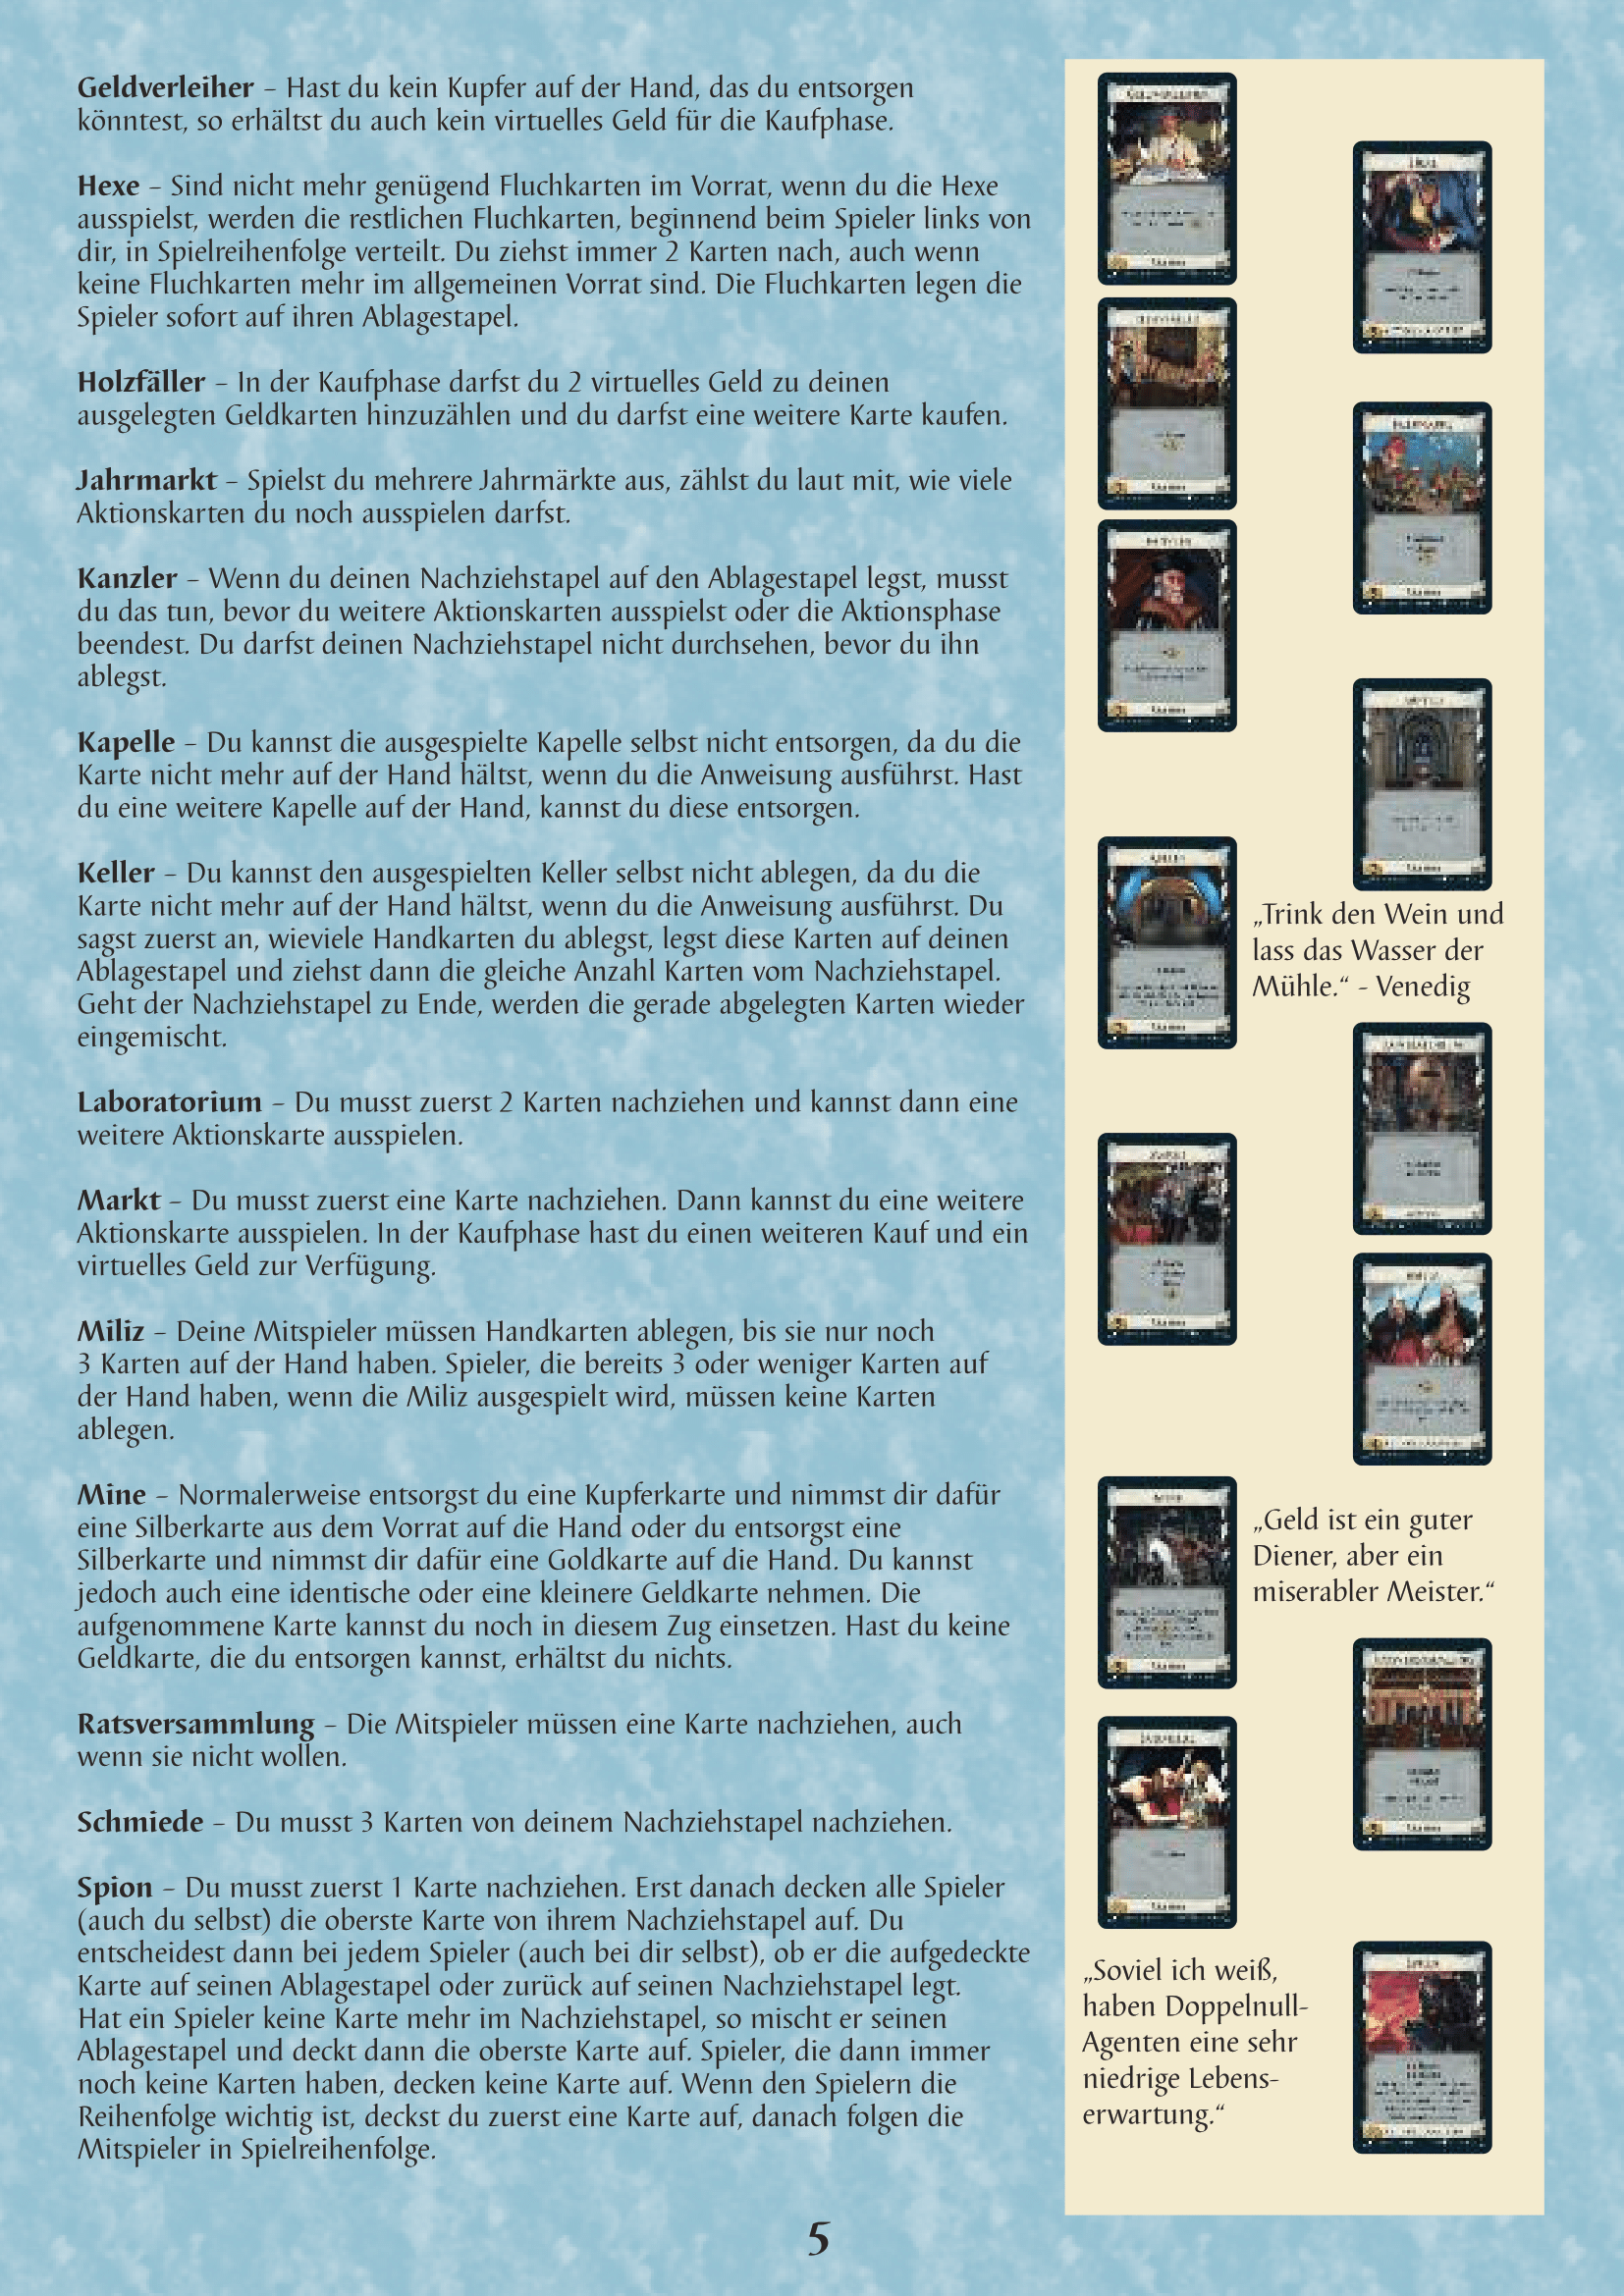 Geldverleiher – Hast du kein Kupfer auf der Hand, das du entsorgen
könntest, so erhältst du auch kein virtuelles Geld für die Kaufphase.
Hexe – Sind nicht mehr genügend Fluchkarten im Vorrat, wenn du die Hexe
ausspielst, werden die restlichen Fluchkarten, beginnend beim Spieler links von
dir, in Spielreihenfolge verteilt. Du ziehst immer 2 Karten nach, auch wenn
keine Fluchkarten mehr im allgemeinen Vorrat sind. Die Fluchkarten legen die
Spieler sofort auf ihren Ablagestapel.
Holzfäller – In der Kaufphase darfst du 2 virtuelles Geld zu deinen
ausgelegten Geldkarten hinzuzählen und du darfst eine weitere Karte kaufen.
Jahrmarkt – Spielst du mehrere Jahrmärkte aus, zählst du laut mit, wie viele
Aktionskarten du noch ausspielen darfst.
Kanzler – Wenn du deinen Nachziehstapel auf den Ablagestapel legst, musst
du das tun, bevor du weitere Aktionskarten ausspielst oder die Aktionsphase
beendest. Du darfst deinen Nachziehstapel nicht durchsehen, bevor du ihn
ablegst.
Kapelle – Du kannst die ausgespielte Kapelle selbst nicht entsorgen, da du die
Karte nicht mehr auf der Hand hältst, wenn du die Anweisung ausführst. Hast
du eine weitere Kapelle auf der Hand, kannst du diese entsorgen.
Keller – Du kannst den ausgespielten Keller selbst nicht ablegen, da du die
Karte nicht mehr auf der Hand hältst, wenn du die Anweisung ausführst. Du
sagst zuerst an, wieviele Handkarten du ablegst, legst diese Karten auf deinen
Ablagestapel und ziehst dann die gleiche Anzahl Karten vom Nachziehstapel.
Geht der Nachziehstapel zu Ende, werden die gerade abgelegten Karten wieder
eingemischt.
Laboratorium – Du musst zuerst 2 Karten nachziehen und kannst dann eine
weitere Aktionskarte ausspielen.
Markt – Du musst zuerst eine Karte nachziehen. Dann kannst du eine weitere
Aktionskarte ausspielen. In der Kaufphase hast du einen weiteren Kauf und ein
virtuelles Geld zur Verfügung.
Miliz – Deine Mitspieler müssen Handkarten ablegen, bis sie nur noch
3 Karten auf der Hand haben. Spieler, die bereits 3 oder weniger Karten auf
der Hand haben, wenn die Miliz ausgespielt wird, müssen keine Karten
ablegen.
Mine – Normalerweise entsorgst du eine Kupferkarte und nimmst dir dafür
eine Silberkarte aus dem Vorrat auf die Hand oder du entsorgst eine
Silberkarte und nimmst dir dafür eine Goldkarte auf die Hand. Du kannst
jedoch auch eine identische oder eine kleinere Geldkarte nehmen. Die
aufgenommene Karte kannst du noch in diesem Zug einsetzen. Hast du keine
Geldkarte, die du entsorgen kannst, erhältst du nichts.
Ratsversammlung – Die Mitspieler müssen eine Karte nachziehen, auch
wenn sie nicht wollen.
Schmiede – Du musst 3 Karten von deinem Nachziehstapel nachziehen.
Spion – Du musst zuerst 1 Karte nachziehen. Erst danach decken alle Spieler
(auch du selbst) die oberste Karte von ihrem Nachziehstapel auf. Du
entscheidest dann bei jedem Spieler (auch bei dir selbst), ob er die aufgedeckte
Karte auf seinen Ablagestapel oder zurück auf seinen Nachziehstapel legt.
Hat ein Spieler keine Karte mehr im Nachziehstapel, so mischt er seinen
Ablagestapel und deckt dann die oberste Karte auf. Spieler, die dann immer
noch keine Karten haben, decken keine Karte auf. Wenn den Spielern die
Reihenfolge wichtig ist, deckst du zuerst eine Karte auf, danach folgen die
Mitspieler in Spielreihenfolge.
„Trink den Wein und
lass das Wasser der
Mühle.“ - Venedig
„Geld ist ein guter
Diener, aber ein
miserabler Meister.“
„Soviel ich weiß,
haben Doppelnull-
Agenten eine sehr
niedrige Lebens-
erwartung.“
5